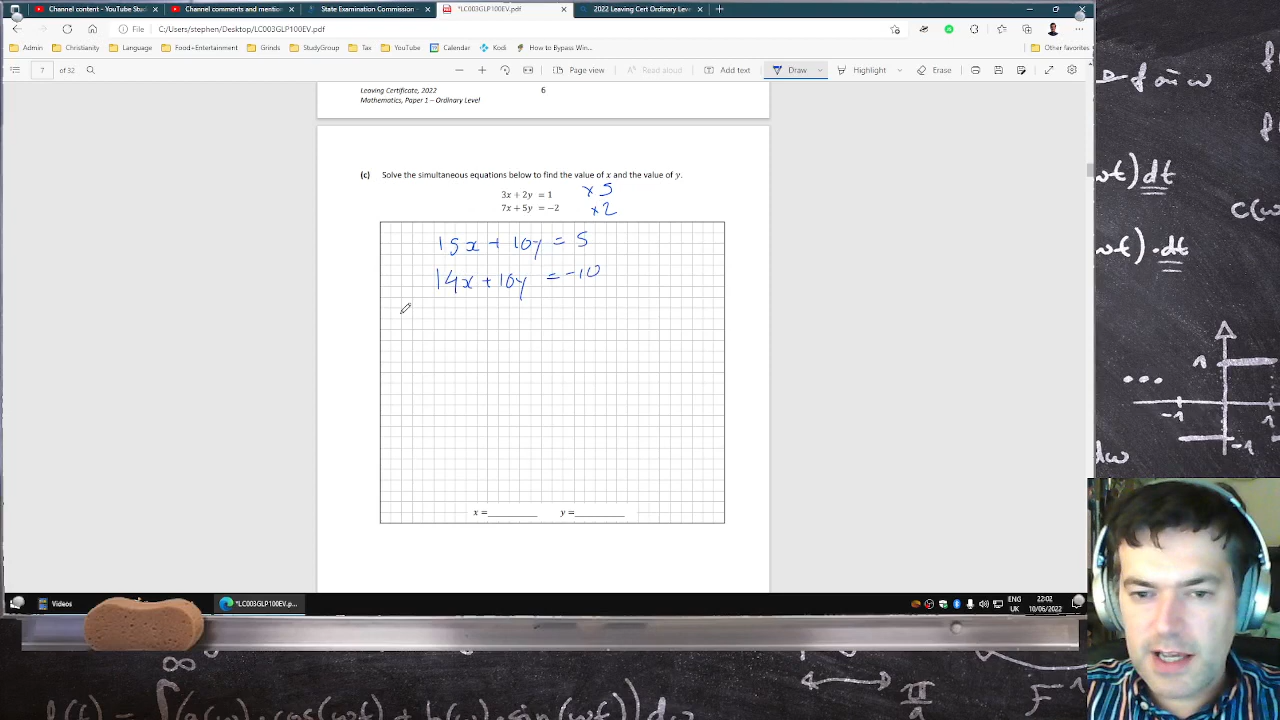 Channel content - YouTube Stud
Channel comments and mention
State Examination Commission -
*LC003GLP100EV.pdf
2022 Leaving Cert Ordinary Level
File C:/Users/stephen/Desktop/LC003GLP100EV.pdf
Admin Christianity Language Food+Entertainment Grinds StudyGroup Tax YouTube Calendar Kodi How to Bypass Win... Other favorites
7 of 32 Page view Read aloud Add text Draw Highlight Erase
Leaving Certificate, 2022 6
Mathematics, Paper 1 – Ordinary Level
(c) Solve the simultaneous equations below to find the value of x and the value of y.
3x + 2y = 1 ×5
7x + 5y = −2 ×2
15x + 10y = 5
14x + 10y = -10
x = y =
Videos *LC003GLP100EV.p... ENG 22:02
UK 10/06/2022